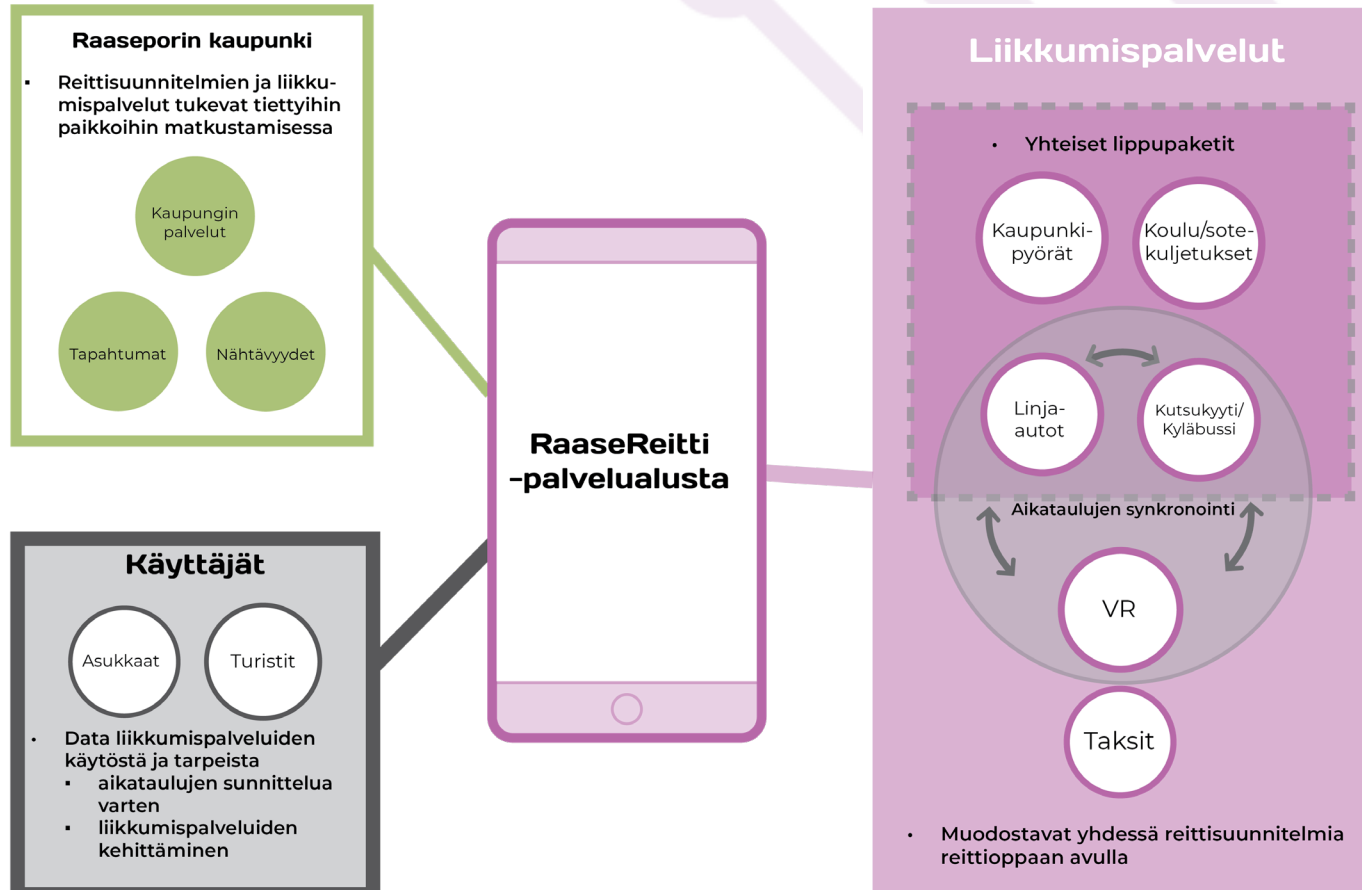 Raaseporin kaupunki
▪ Reittisuunnitelmien ja liikku-
mispalvelut tukevat tiettyihin
paikkoihin matkustamisessa
Kaupungin
palvelut
Tapahtumat
Nähtävyydet
Käyttäjät
Asukkaat
Turistit
• Data liikkumispalveluiden
käytöstä ja tarpeista
▪ aikataulujen sunnittelua
varten
▪ liikkumispalveluiden
kehittäminen
RaaseReitti
-palvelualusta
Liikkumispalvelut
• Yhteiset lippupaketit
Kaupunki-
pyörät
Koulu/sote-
kuljetukset
Linja-
autot
Kutsukyyti/
Kyläbussi
Aikataulujen synkronointi
VR
Taksit
• Muodostavat yhdessä reittisuunnitelmia
reittioppaan avulla